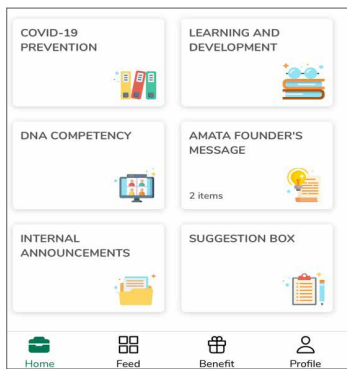 COVID-19
PREVENTION
LEARNING AND
DEVELOPMENT
DNA COMPETENCY
AMATA FOUNDER'S
MESSAGE
2 items
INTERNAL
ANNOUNCEMENTS
SUGGESTION BOX
Home
Feed
Benefit
Profile